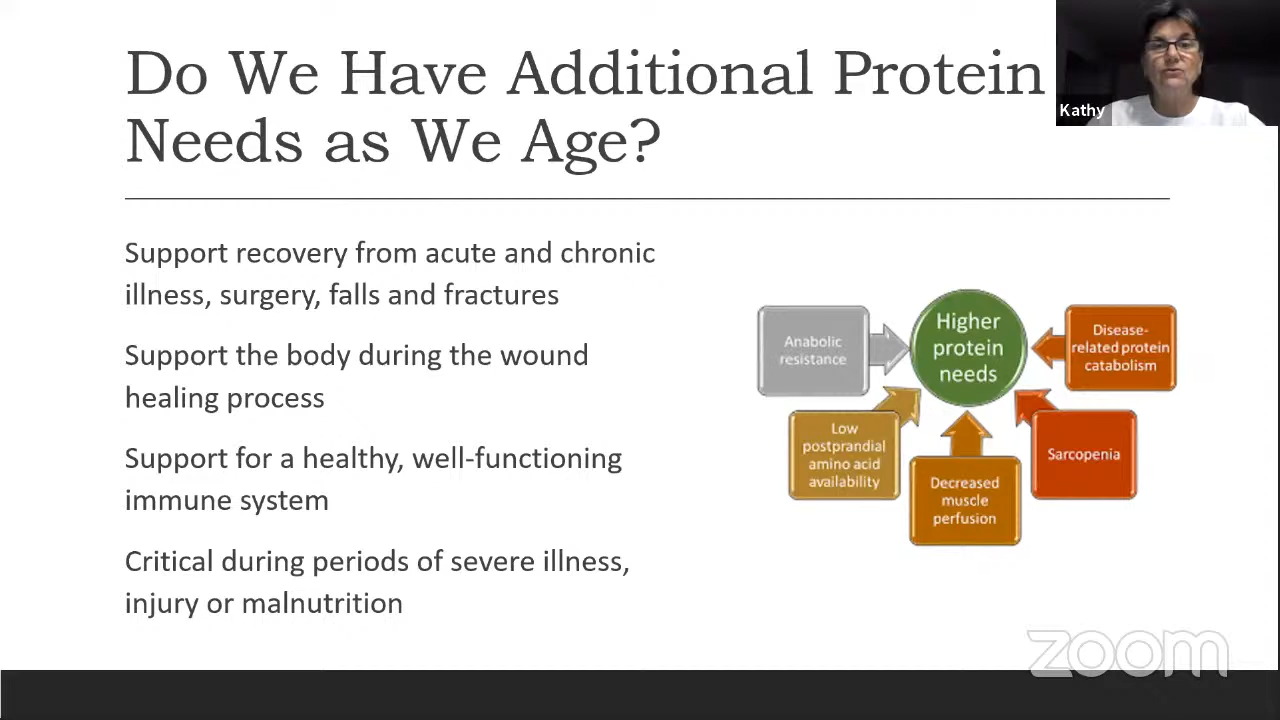 Do We Have Additional Protein
Needs as We Age?
Kathy
Support recovery from acute and chronic
illness, surgery, falls and fractures
Support the body during the wound
healing process
Support for a healthy, well-functioning
immune system
Critical during periods of severe illness,
injury or malnutrition
Higher
protein
needs
Anabolic
resistance
Low
postprandial
amino acid
availability
Decreased
muscle
perfusion
Sarcopenia
Disease-
related protein
catabolism
zoom